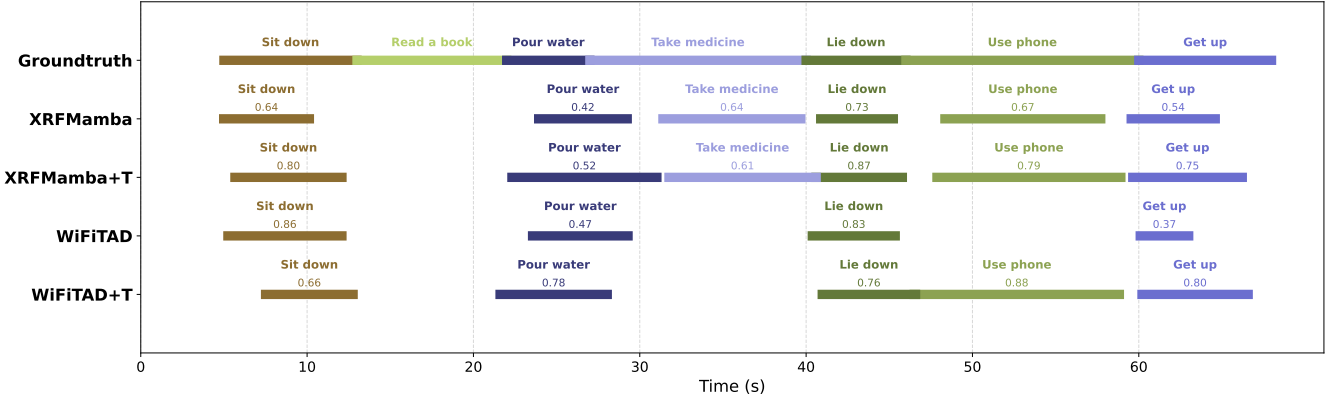 Sit down Read a book Pour water Take medicine Lie down Use phone Get up
Groundtruth
Sit down Pour water Take medicine Lie down Use phone Get up
0.64 0.42 0.64 0.73 0.67 0.54
XRFMamba
Sit down Pour water Take medicine Lie down Use phone Get up
0.80 0.52 0.61 0.87 0.79 0.75
XRFMamba+T
Sit down Pour water Lie down Get up
0.86 0.47 0.83 0.37
WiFiTAD
Sit down Pour water Lie down Use phone Get up
0.66 0.78 0.76 0.88 0.80
WiFiTAD+T
0 10 20 30 40 50 60
Time (s)